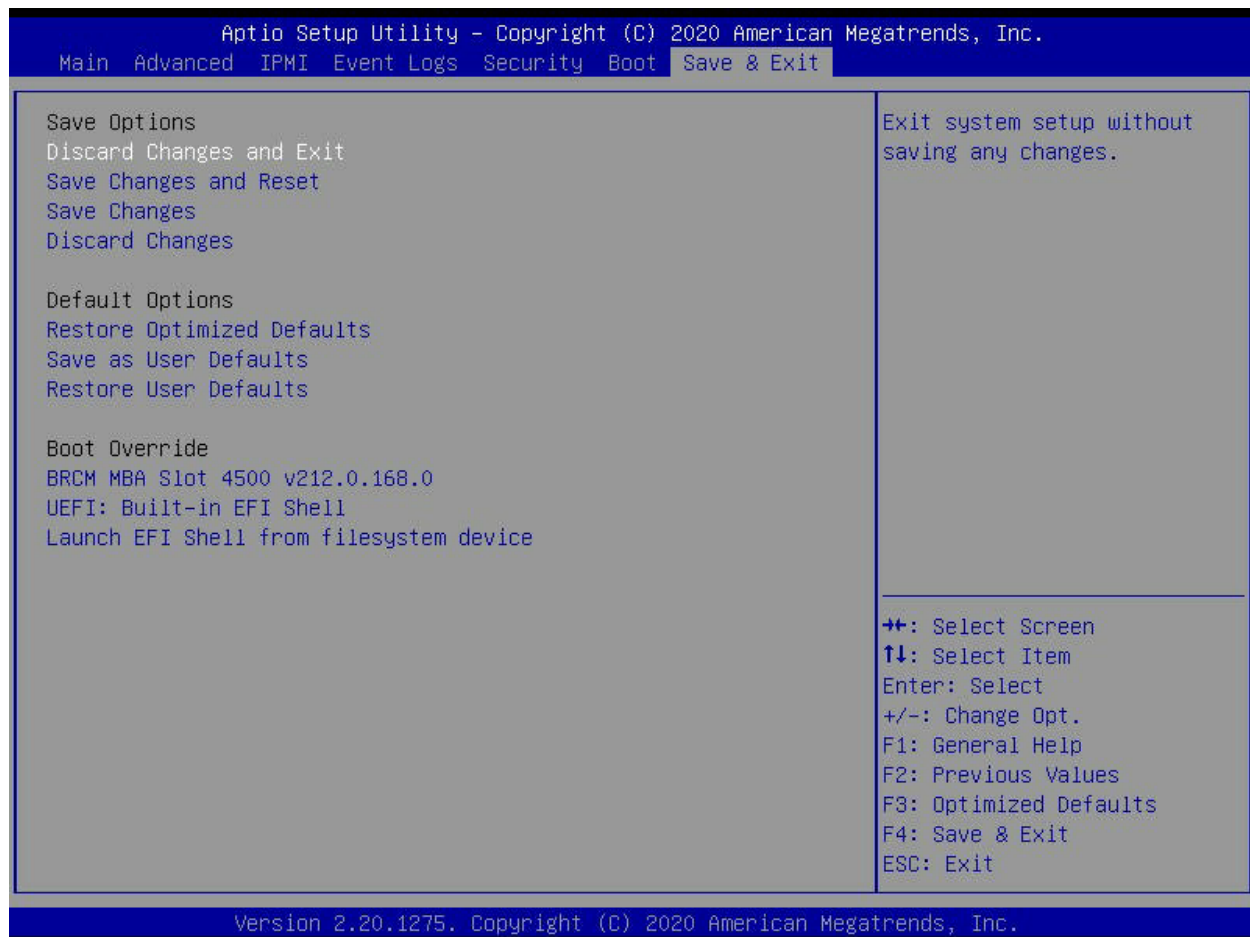 Aptio Setup Utility – Copyright (C) 2020 American Megatrends, Inc.
Main Advanced IPMI Event Logs Security Boot Save & Exit
Save Options
Discard Changes and Exit
Save Changes and Reset
Save Changes
Discard Changes
Default Options
Restore Optimized Defaults
Save as User Defaults
Restore User Defaults
Boot Override
BRCM MBA Slot 4500 v212.0.168.0
UEFI: Built-in EFI Shell
Launch EFI Shell from filesystem device
Exit system setup without
saving any changes.
→←: Select Screen
↑↓: Select Item
Enter: Select
+/-: Change Opt.
F1: General Help
F2: Previous Values
F3: Optimized Defaults
F4: Save & Exit
ESC: Exit
Version 2.20.1275. Copyright (C) 2020 American Megatrends, Inc.